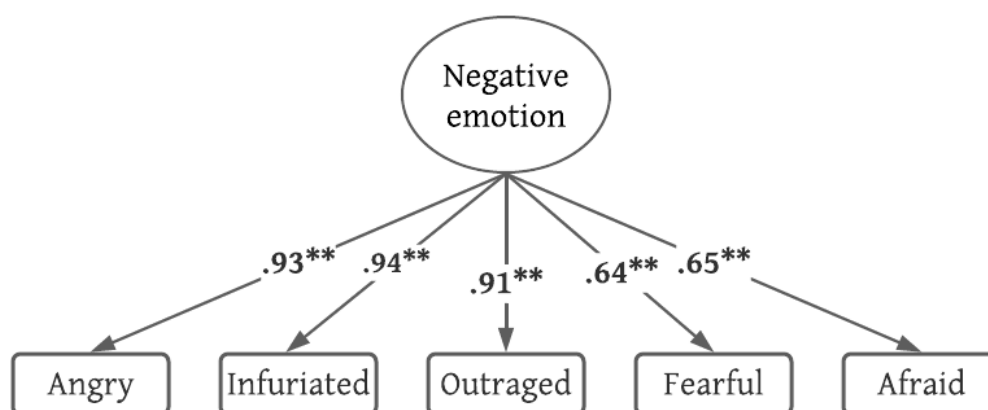 Negative
emotion
.93** .94** .91** .64** .65**
Angry Infuriated Outraged Fearful Afraid